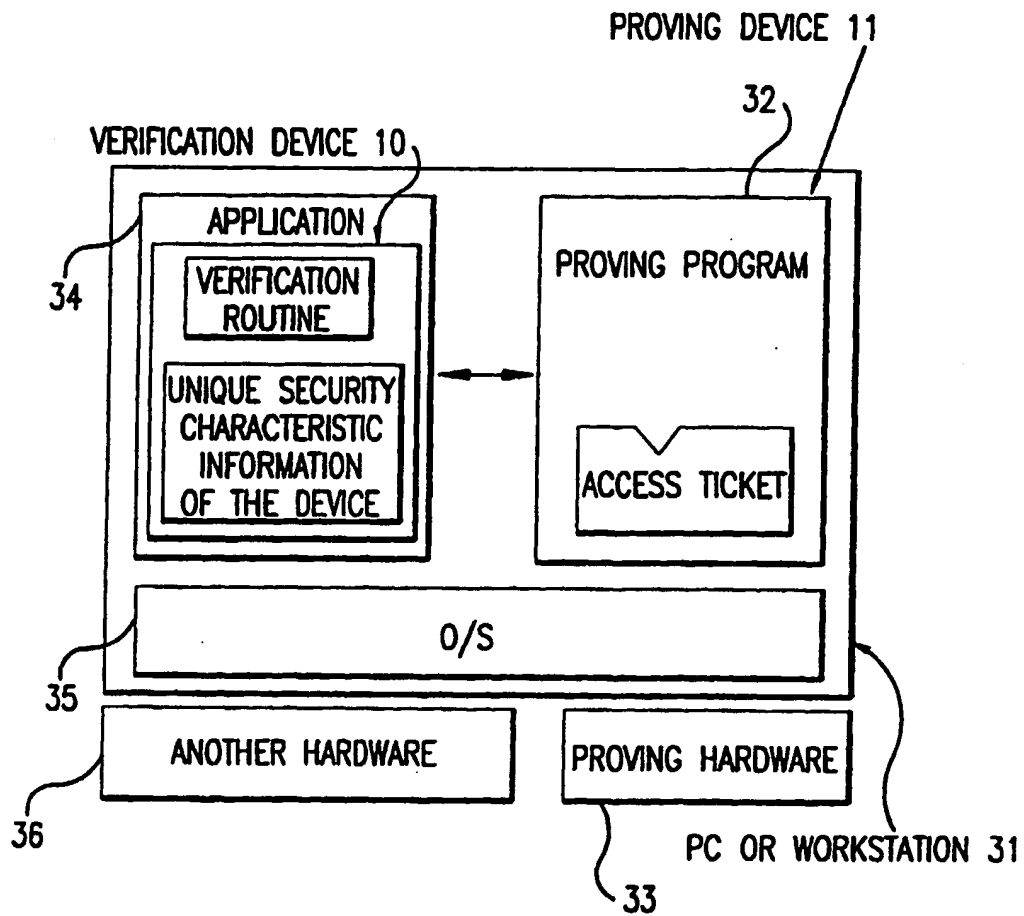 PROVING DEVICE 11
32
VERIFICATION DEVICE 10
APPLICATION
34
VERIFICATION
ROUTINE
UNIQUE SECURITY
CHARACTERISTIC
INFORMATION
OF THE DEVICE
PROVING PROGRAM
ACCESS TICKET
O/S
35
ANOTHER HARDWARE
PROVING HARDWARE
36
33
PC OR WORKSTATION 31